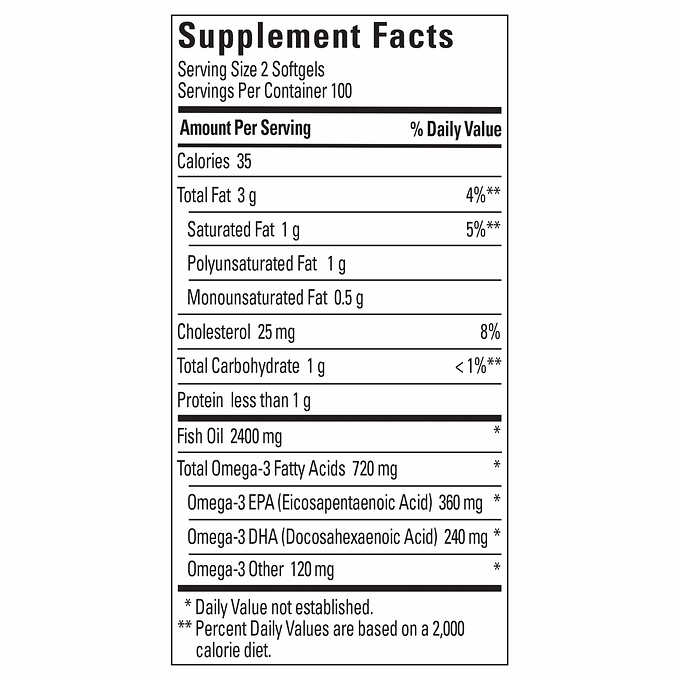 Supplement Facts
Serving Size 2 Softgels
Servings Per Container 100
Amount Per Serving % Daily Value
Calories 35
Total Fat 3 g 4%**
Saturated Fat 1 g 5%**
Polyunsaturated Fat 1 g
Monounsaturated Fat 0.5 g
Cholesterol 25 mg 8%
Total Carbohydrate 1 g <1%**
Protein less than 1 g
Fish Oil 2400 mg *
Total Omega-3 Fatty Acids 720 mg *
Omega-3 EPA (Eicosapentaenoic Acid) 360 mg *
Omega-3 DHA (Docosahexaenoic Acid) 240 mg *
Omega-3 Other 120 mg *
* Daily Value not established.
** Percent Daily Values are based on a 2,000
calorie diet.